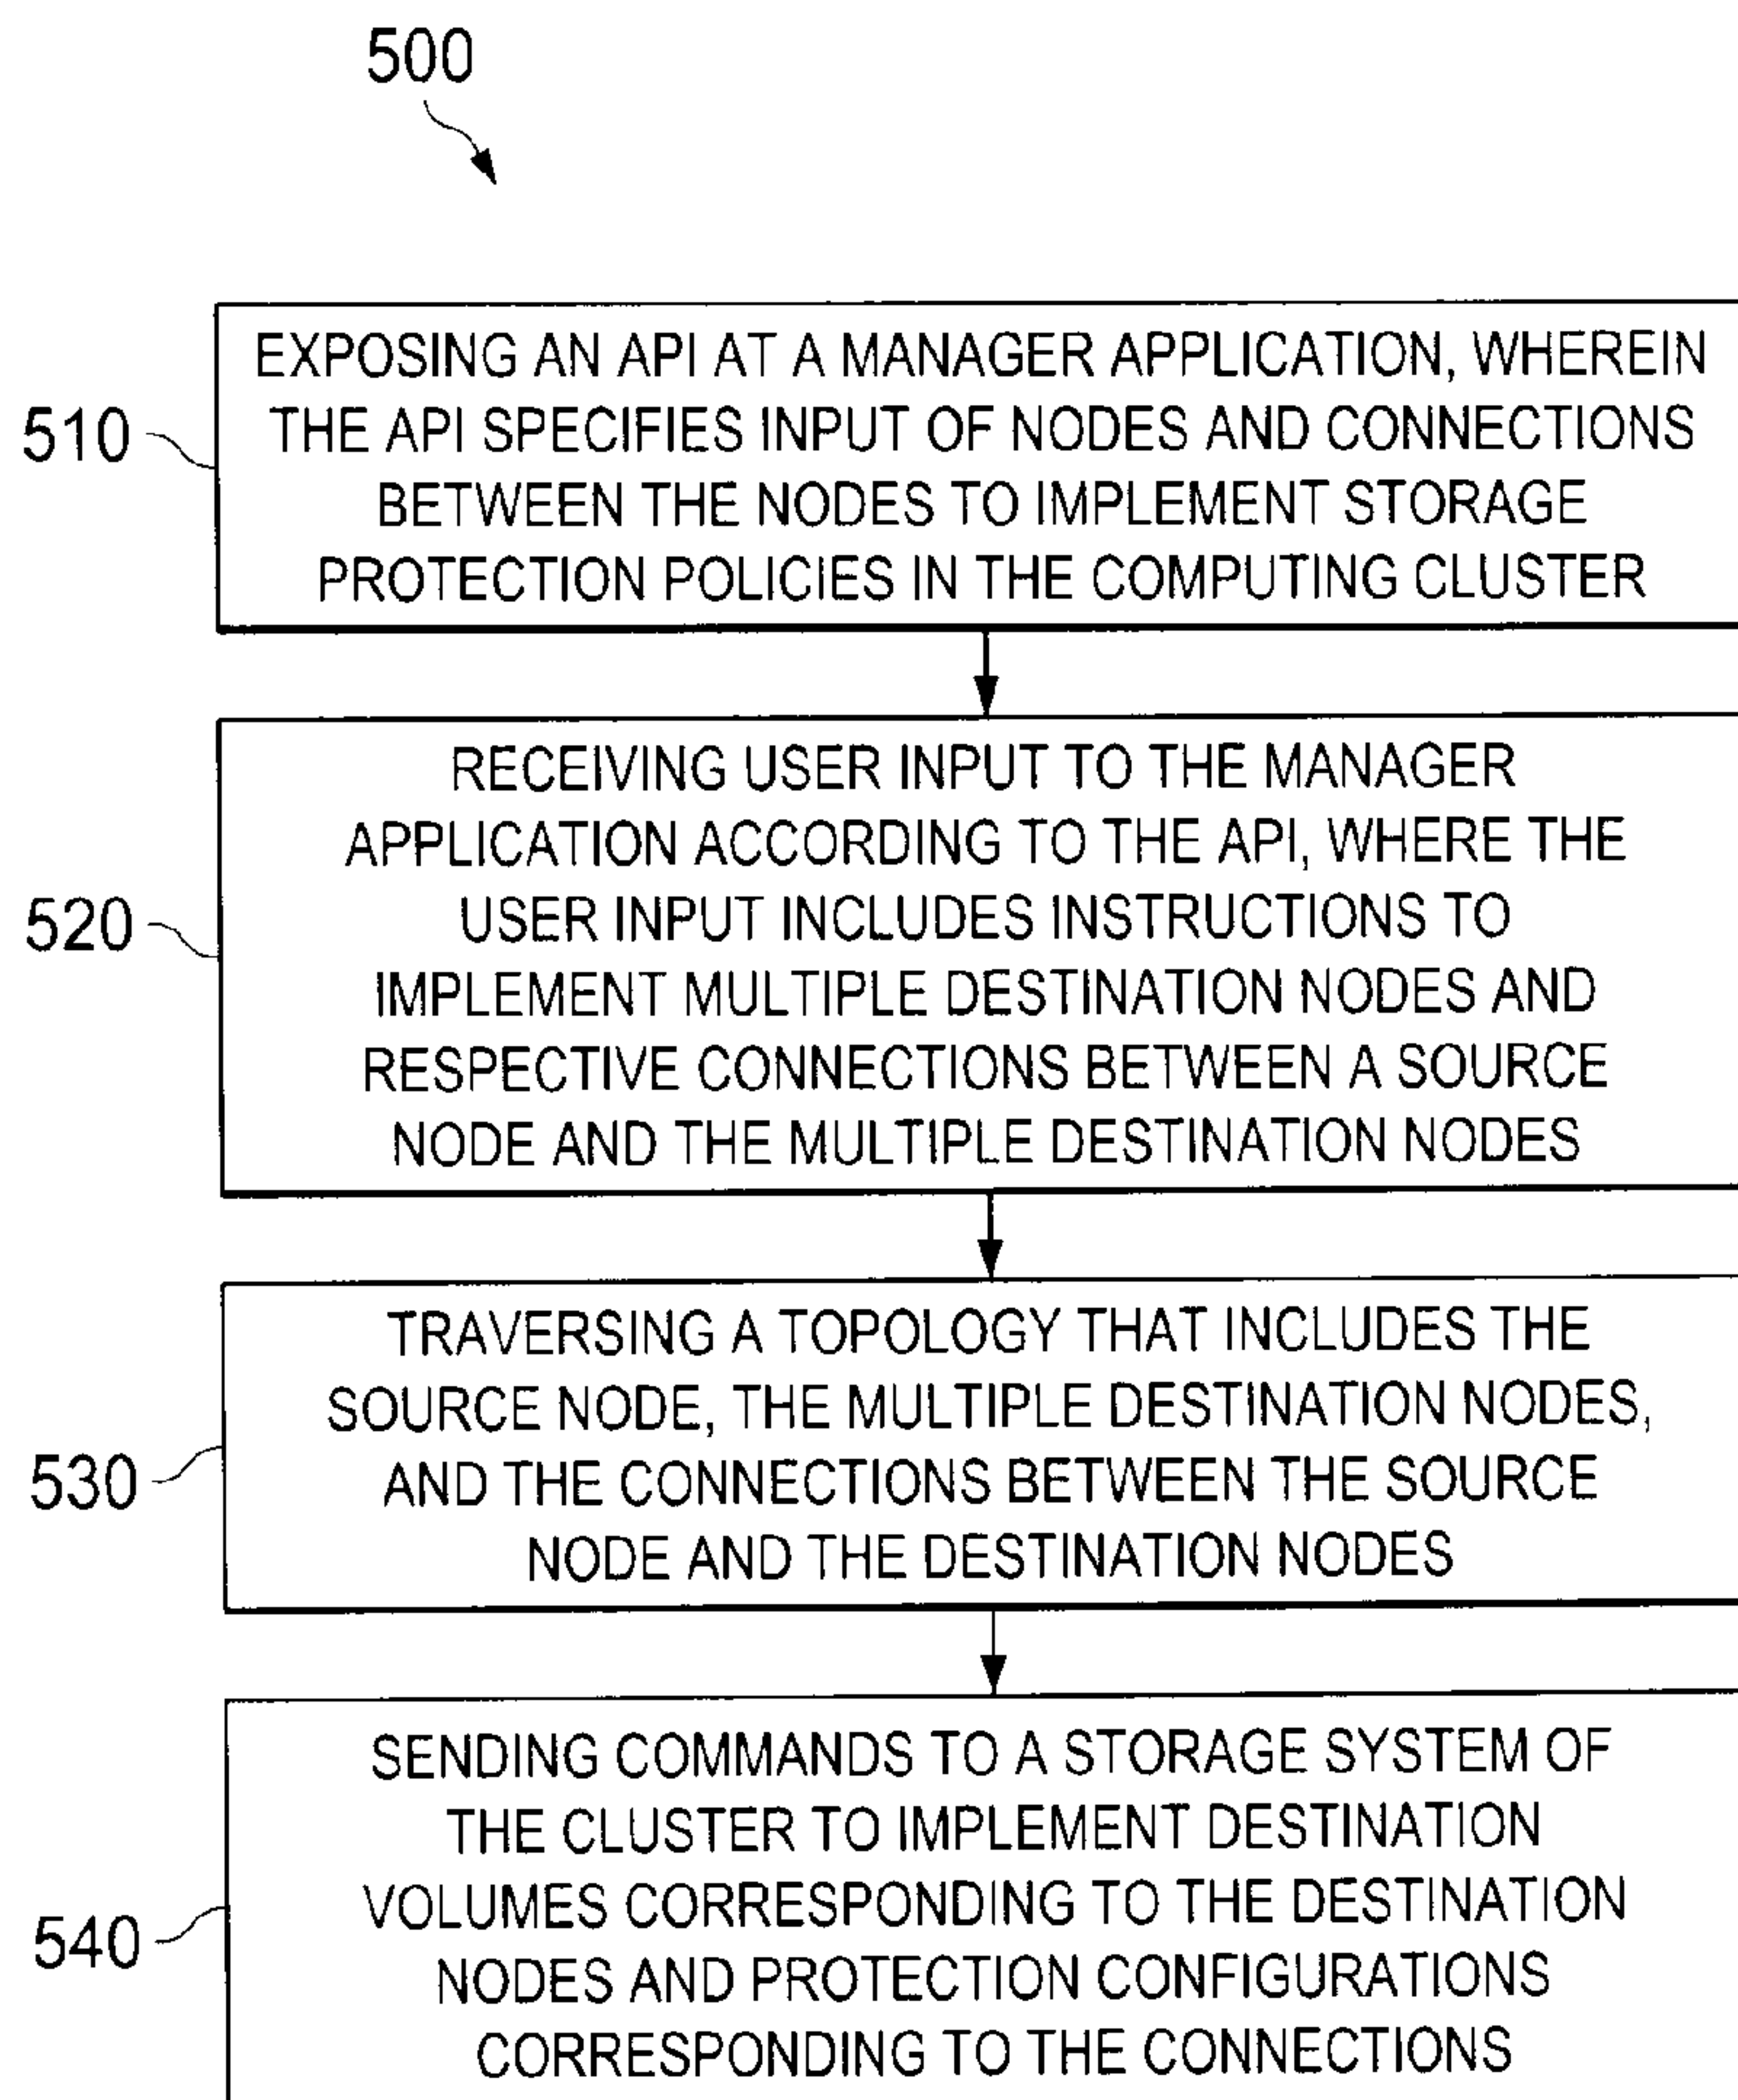 500
510
EXPOSING AN API AT A MANAGER APPLICATION, WHEREIN
THE API SPECIFIES INPUT OF NODES AND CONNECTIONS
BETWEEN THE NODES TO IMPLEMENT STORAGE
PROTECTION POLICIES IN THE COMPUTING CLUSTER
520
RECEIVING USER INPUT TO THE MANAGER
APPLICATION ACCORDING TO THE API, WHERE THE
USER INPUT INCLUDES INSTRUCTIONS TO
IMPLEMENT MULTIPLE DESTINATION NODES AND
RESPECTIVE CONNECTIONS BETWEEN A SOURCE
NODE AND THE MULTIPLE DESTINATION NODES
530
TRAVERSING A TOPOLOGY THAT INCLUDES THE
SOURCE NODE, THE MULTIPLE DESTINATION NODES,
AND THE CONNECTIONS BETWEEN THE SOURCE
NODE AND THE DESTINATION NODES
540
SENDING COMMANDS TO A STORAGE SYSTEM OF
THE CLUSTER TO IMPLEMENT DESTINATION
VOLUMES CORRESPONDING TO THE DESTINATION
NODES AND PROTECTION CONFIGURATIONS
CORRESPONDING TO THE CONNECTIONS